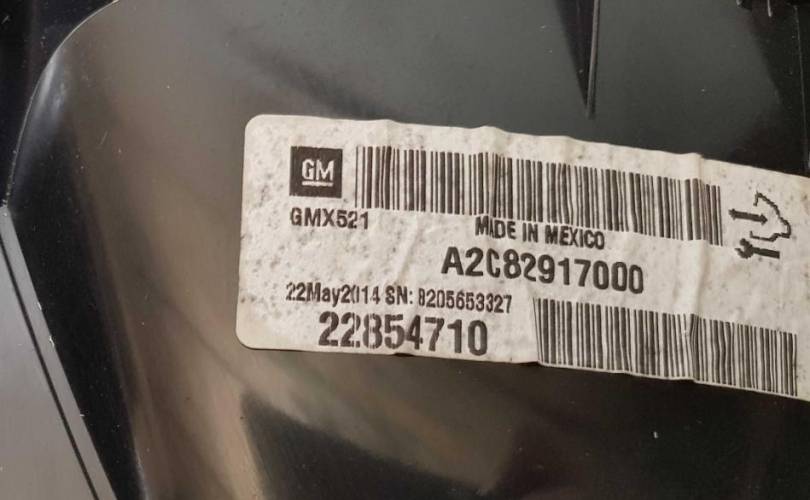 GM
GMX521
MADE IN MEXICO
A2C82917000
22May2014 SN: 8205653327
22854710